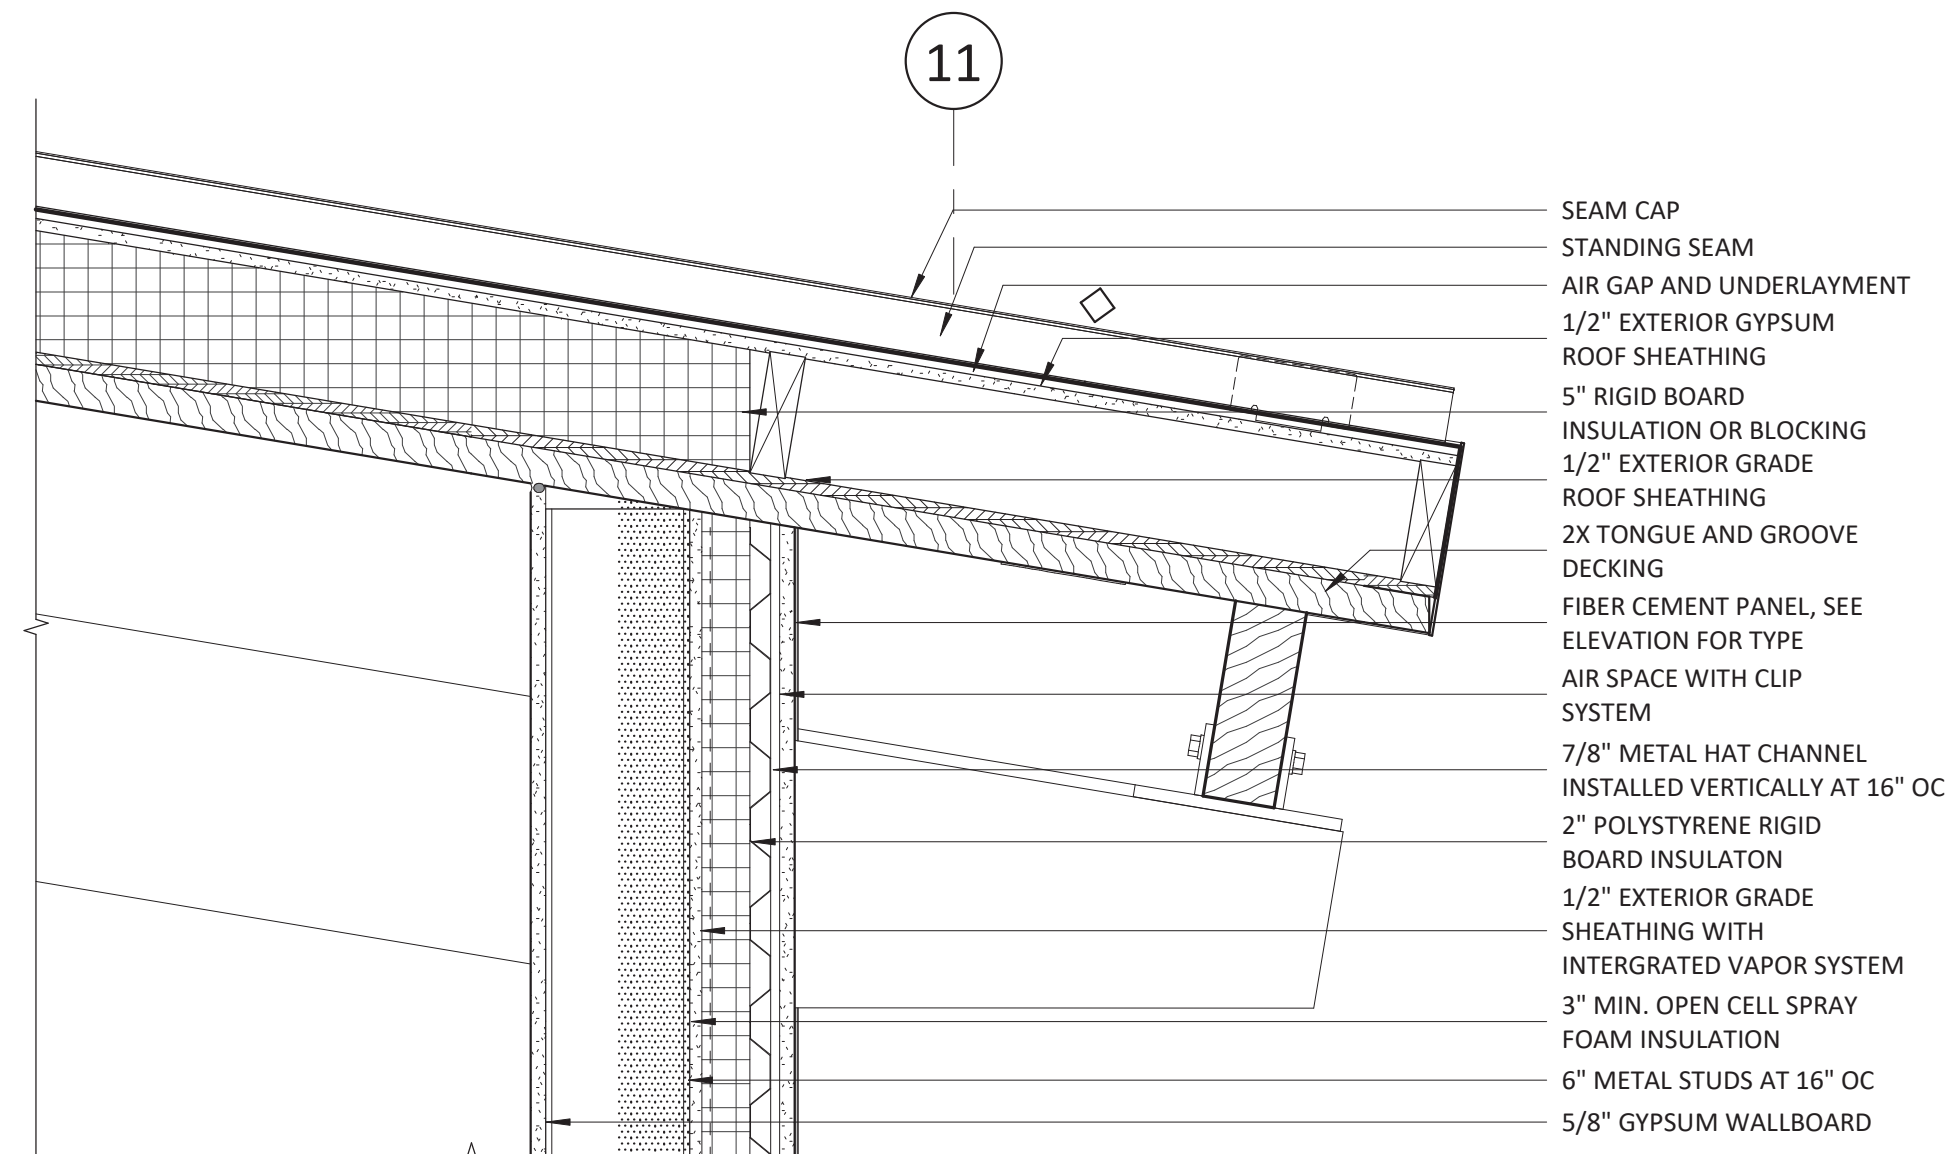 11
SEAM CAP
STANDING SEAM
AIR GAP AND UNDERLAYMENT
1/2" EXTERIOR GYPSUM
ROOF SHEATHING
5" RIGID BOARD
INSULATION OR BLOCKING
1/2" EXTERIOR GRADE
ROOF SHEATHING
2X TONGUE AND GROOVE
DECKING
FIBER CEMENT PANEL, SEE
ELEVATION FOR TYPE
AIR SPACE WITH CLIP
SYSTEM
7/8" METAL HAT CHANNEL
INSTALLED VERTICALLY AT 16" OC
2" POLYSTYRENE RIGID
BOARD INSULATON
1/2" EXTERIOR GRADE
SHEATHING WITH
INTERGRATED VAPOR SYSTEM
3" MIN. OPEN CELL SPRAY
FOAM INSULATION
6" METAL STUDS AT 16" OC
5/8" GYPSUM WALLBOARD